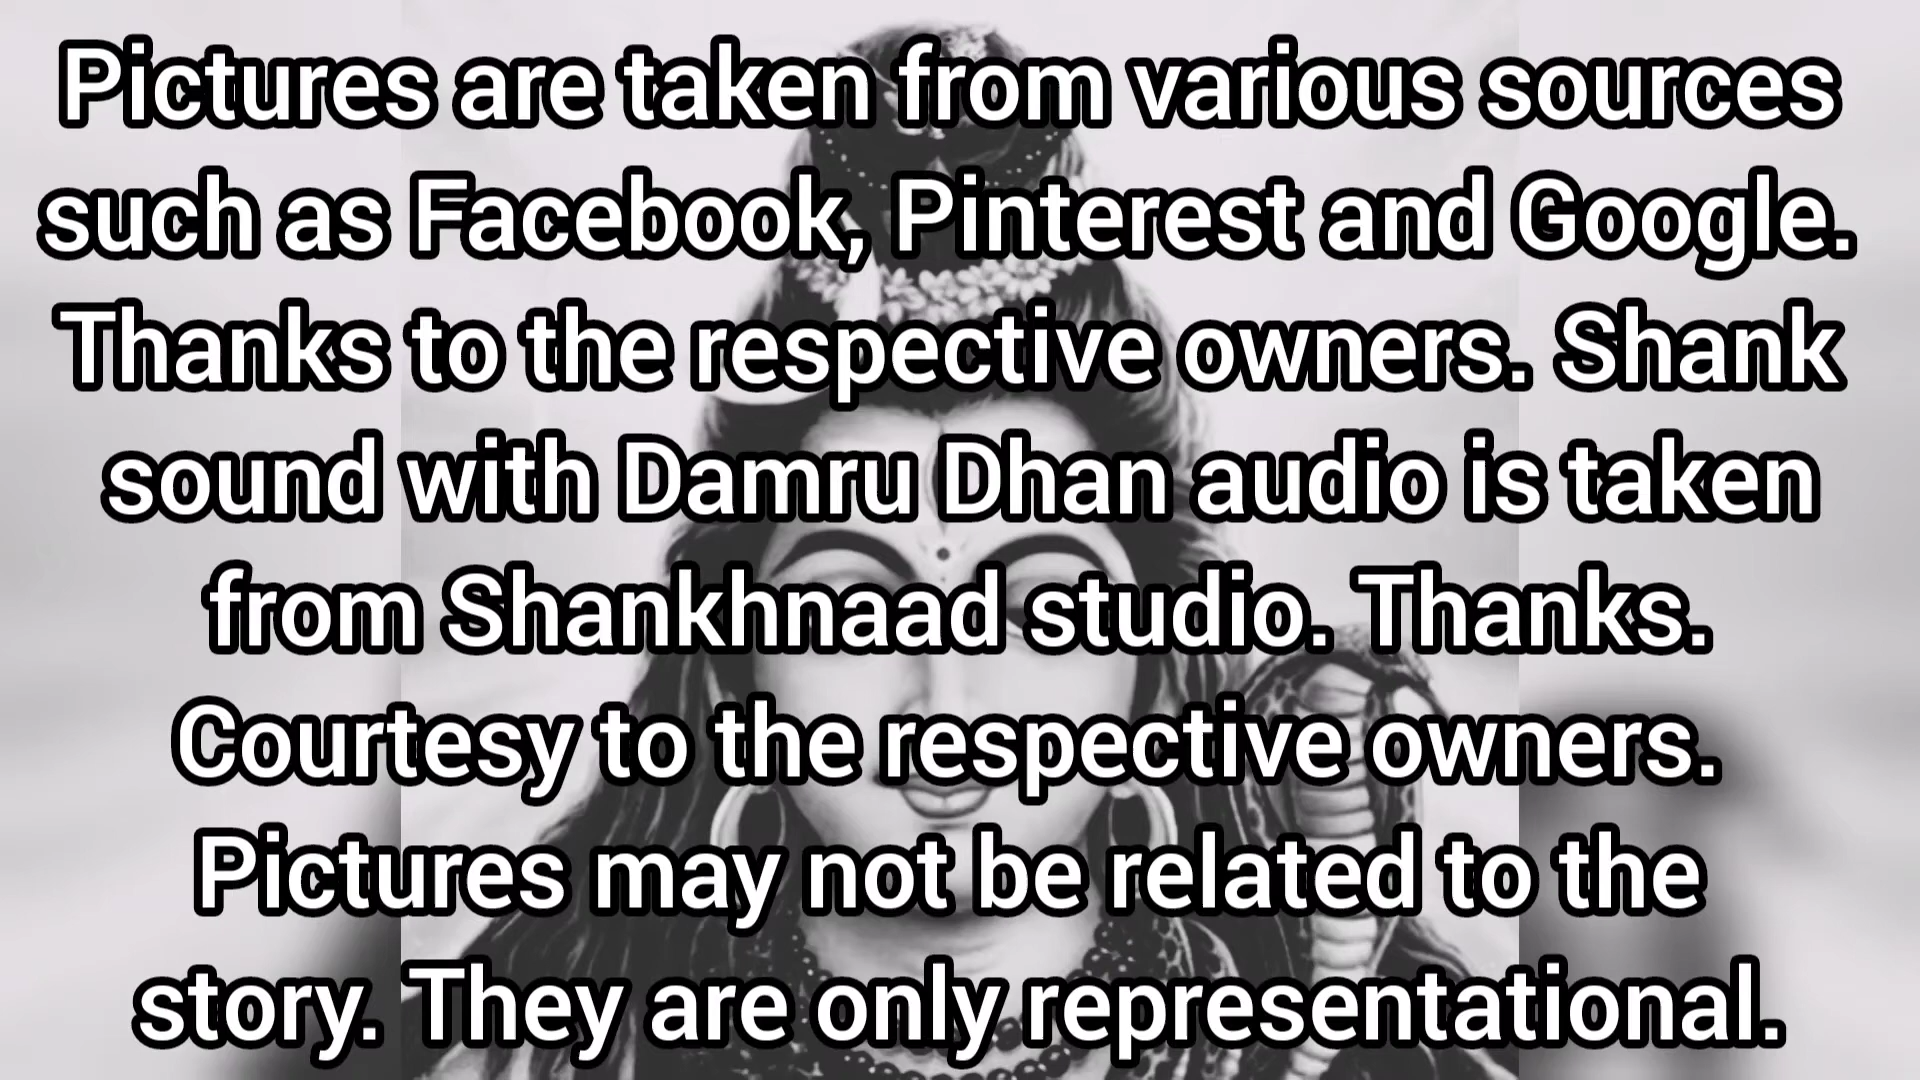 Pictures are taken from various sources
such as Facebook, Pinterest and Google.
Thanks to the respective owners. Shank
sound with Damru Dhan audio is taken
from Shankhnaad studio. Thanks.
Courtesy to the respective owners.
Pictures may not be related to the
story. They are only representational.